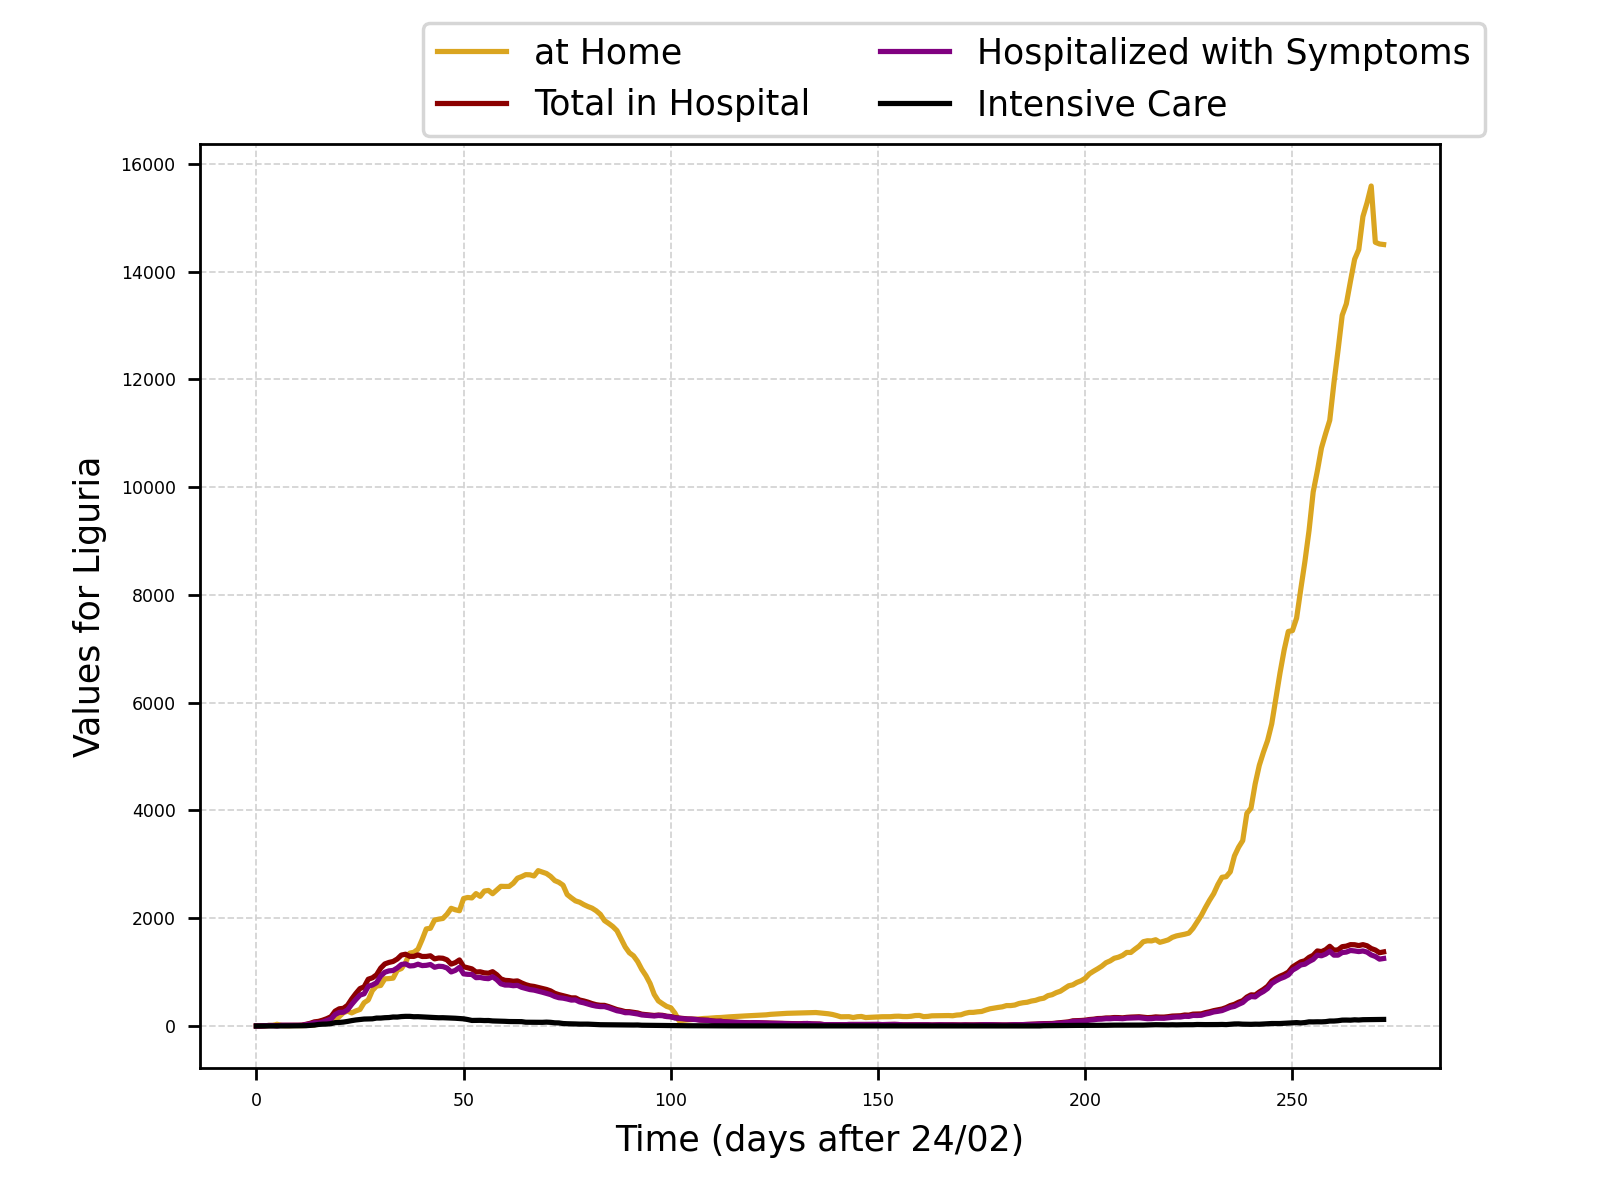 at Home
Hospitalized with Symptoms
Total in Hospital
Intensive Care
16000
14000
12000
10000
8000
6000
4000
2000
0
Values for Liguria
0 50 100 150 200 250
Time (days after 24/02)